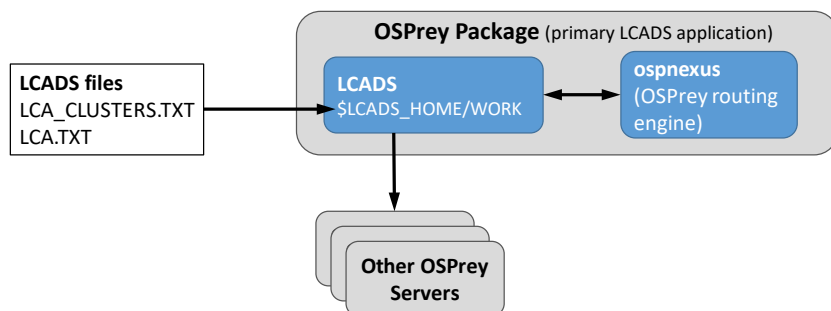 OSPrey Package (primary LCADS application)
LCADS files
LCA_CLUSTERS.TXT
LCA.TXT
LCADS
$LCADS_HOME/WORK
ospnexus
(OSPrey routing
engine)
Other OSPrey
Servers